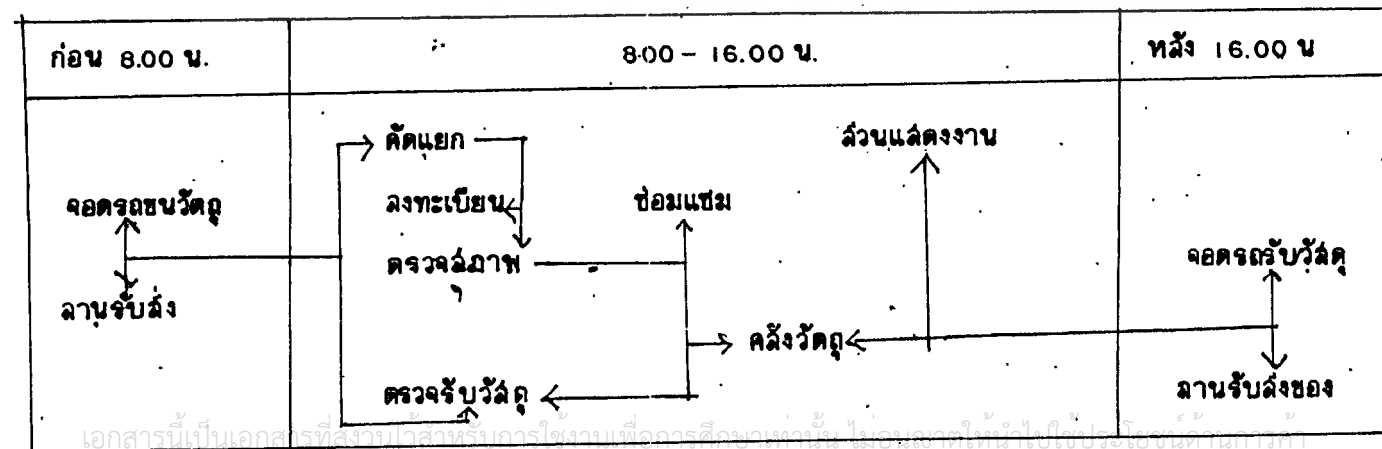 ก่อน 8.00 น.
8.00 – 16.00 น.
หลัง 16.00 น
คัดแยก
ส่วนแสดงงาน
จอดรถขนวัตถุ
ลงทะเบียน
ซ่อมแซม
ตรวจสภาพ
จอดรถรับวัสดุ
ลานรับส่ง
คลังวัตถุ
ตรวจรับวัสดุ
ลานรับส่งของ
เอกสารนี้เป็นเอกสารที่สงวนไว้สำหรับการใช้งานเพื่อการศึกษาเท่านั้น ไม่อนุญาตให้นำไปใช้ประโยชน์ด้านการค้า